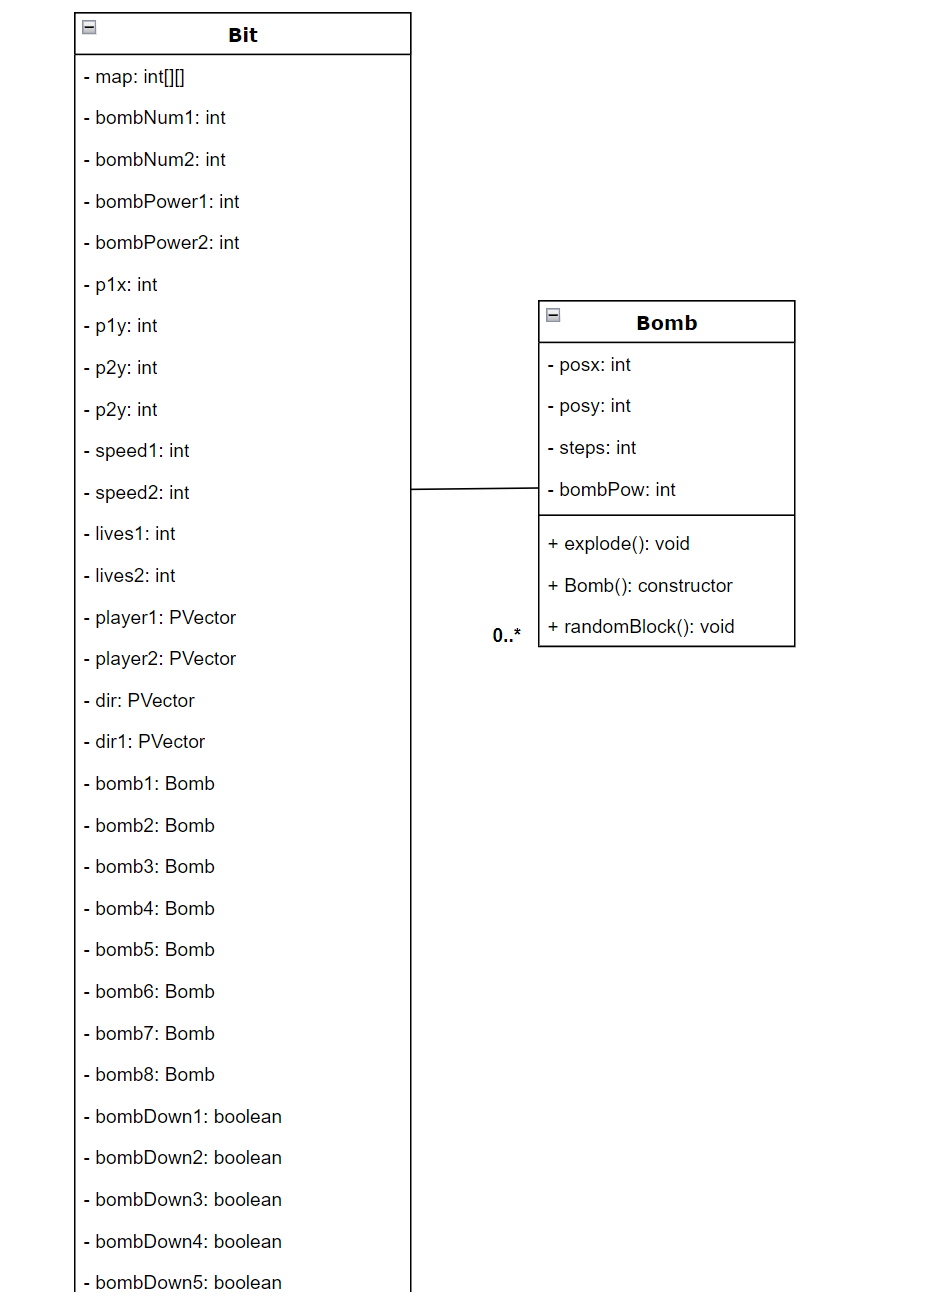 Bit
- map: int[][]
- bombNum1: int
- bombNum2: int
- bombPower1: int
- bombPower2: int
- p1x: int
- p1y: int
- p2y: int
- p2y: int
- speed1: int
- speed2: int
- lives1: int
- lives2: int
- player1: PVector
- player2: PVector
- dir: PVector
- dir1: PVector
- bomb1: Bomb
- bomb2: Bomb
- bomb3: Bomb
- bomb4: Bomb
- bomb5: Bomb
- bomb6: Bomb
- bomb7: Bomb
- bomb8: Bomb
- bombDown1: boolean
- bombDown2: boolean
- bombDown3: boolean
- bombDown4: boolean
- bombDown5: boolean
Bomb
- posx: int
- posy: int
- steps: int
- bombPow: int
+ explode(): void
+ Bomb(): constructor
+ randomBlock(): void
0..*